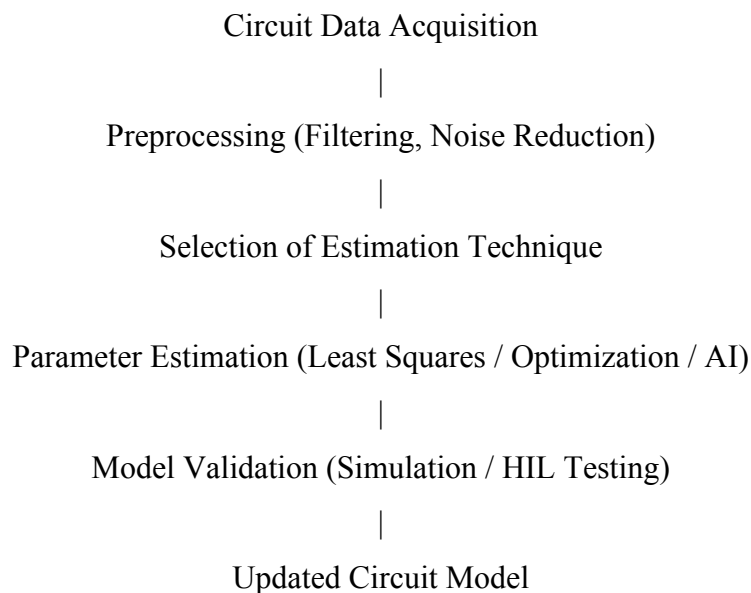 Circuit Data Acquisition
|
Preprocessing (Filtering, Noise Reduction)
|
Selection of Estimation Technique
|
Parameter Estimation (Least Squares / Optimization / AI)
|
Model Validation (Simulation / HIL Testing)
|
Updated Circuit Model